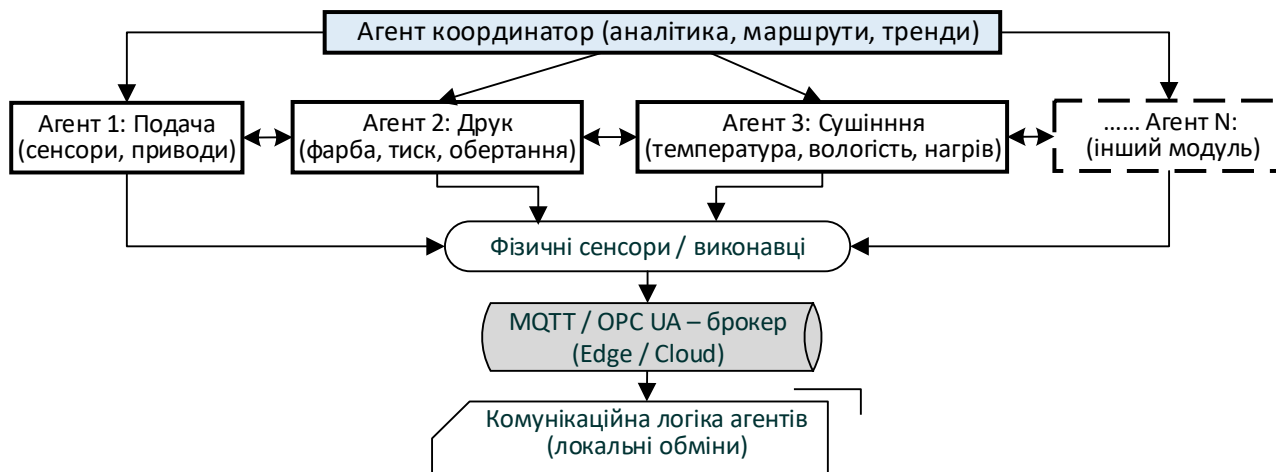 Агент координатор (аналітика, маршрути, тренди)
Агент 1: Подача
(сенсори, приводи)
Агент 2: Друк
(фарба, тиск, обертання)
Агент 3: Сушінння
(температура, вологість, нагрів)
...... Агент N:
(інший модуль)
Фізичні сенсори / виконавці
MQTT / OPC UA – брокер
(Edge / Cloud)
Комунікаційна логіка агентів
(локальні обміни)